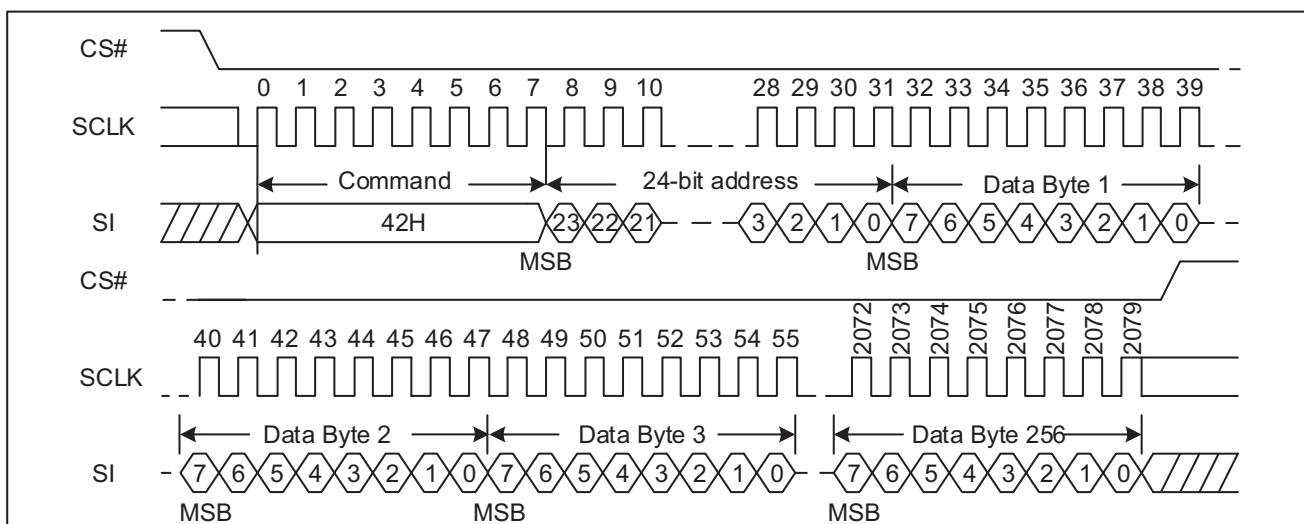 CS#
0 1 2 3 4 5 6 7 8 9 10 28 29 30 31 32 33 34 35 36 37 38 39
SCLK
Command 24-bit address Data Byte 1
SI 42H 23 22 21 3 2 1 0 7 6 5 4 3 2 1 0
MSB MSB
CS#
40 41 42 43 44 45 46 47 48 49 50 51 52 53 54 55 2072 2073 2074 2075 2076 2077 2078 2079
SCLK
Data Byte 2 Data Byte 3 Data Byte 256
SI 7 6 5 4 3 2 1 0 7 6 5 4 3 2 1 0 7 6 5 4 3 2 1 0
MSB MSB MSB